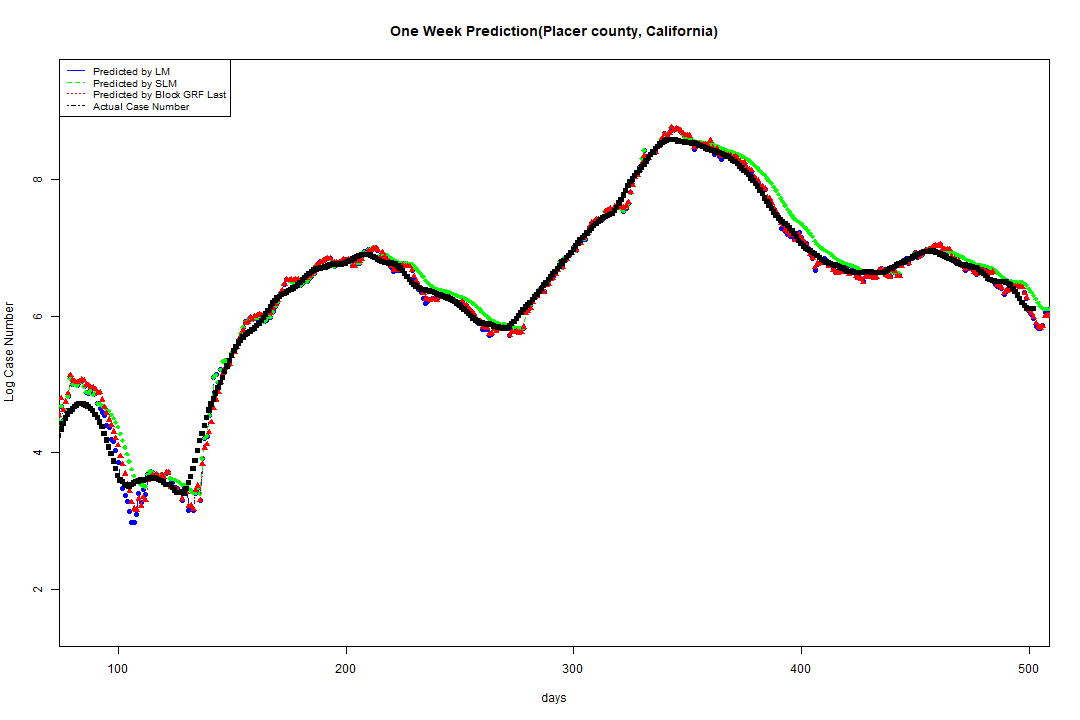 One Week Prediction(Placer county, California)
Predicted by LM
Predicted by SLM
Predicted by Block GRF Last
Actual Case Number
Log Case Number
8
6
4
2
100 200 300 400 500
days